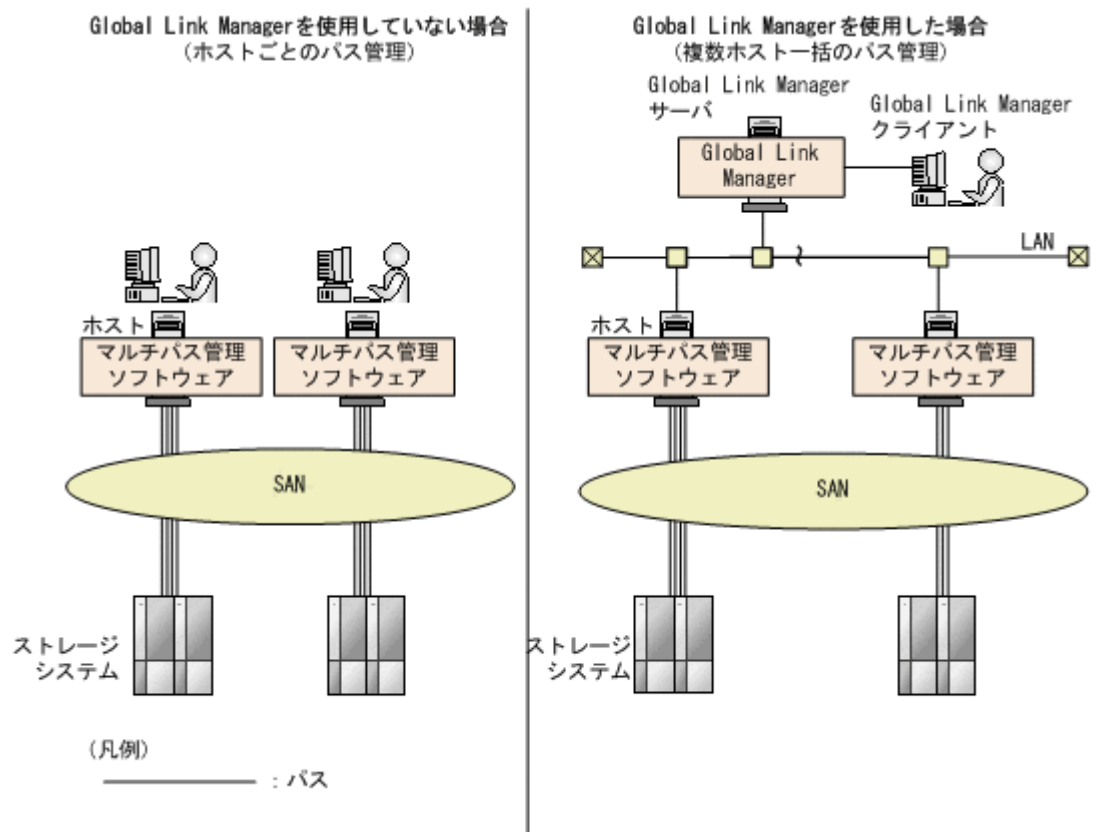 Global Link Managerを使用していない場合
(ホストごとのパス管理)
ホスト
マルチパス管理
ソフトウェア
マルチパス管理
ソフトウェア
SAN
ストレージ
システム
(凡例)
: パス
Global Link Managerを使用した場合
(複数ホスト一括のパス管理)
Global Link Manager
サーバ
Global Link Manager
クライアント
Global Link
Manager
LAN
ホスト
マルチパス管理
ソフトウェア
マルチパス管理
ソフトウェア
SAN
ストレージ
システム